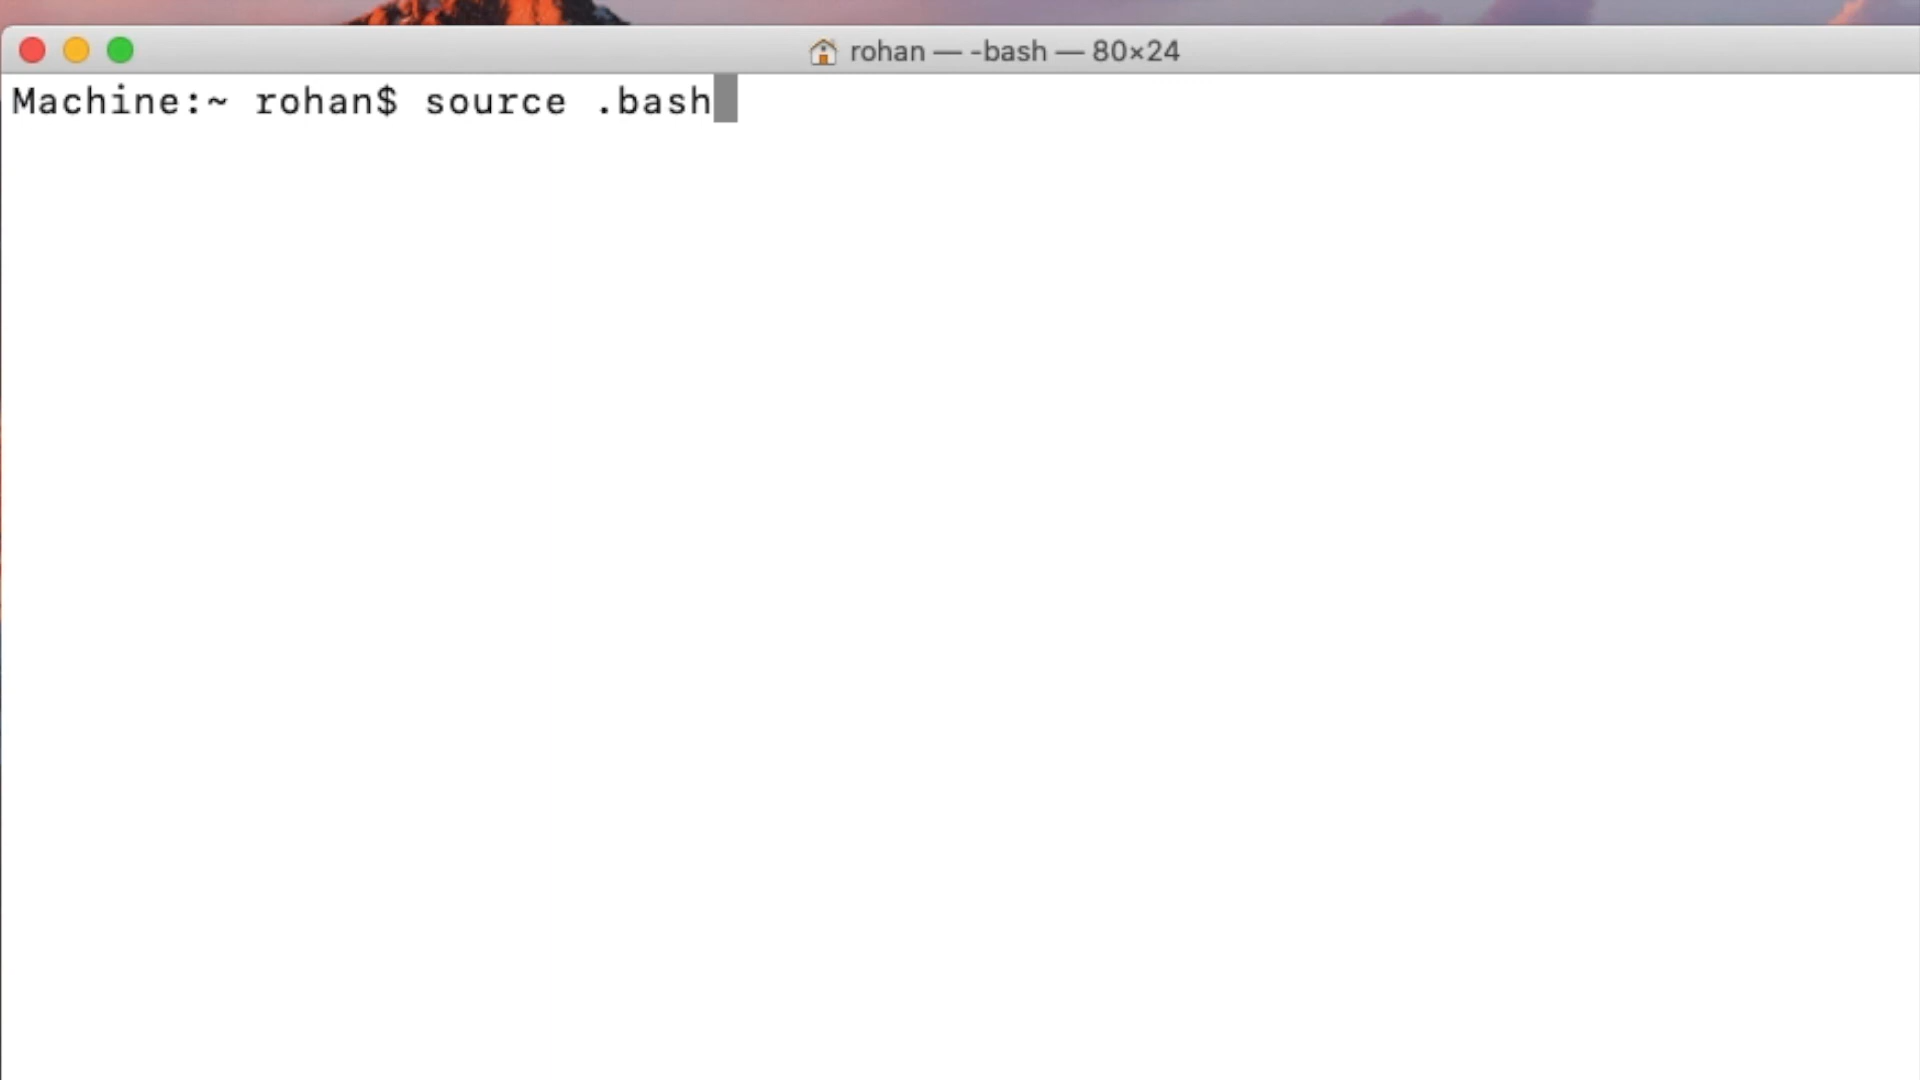 rohan — -bash — 80×24
Machine:~ rohan$ source .bash